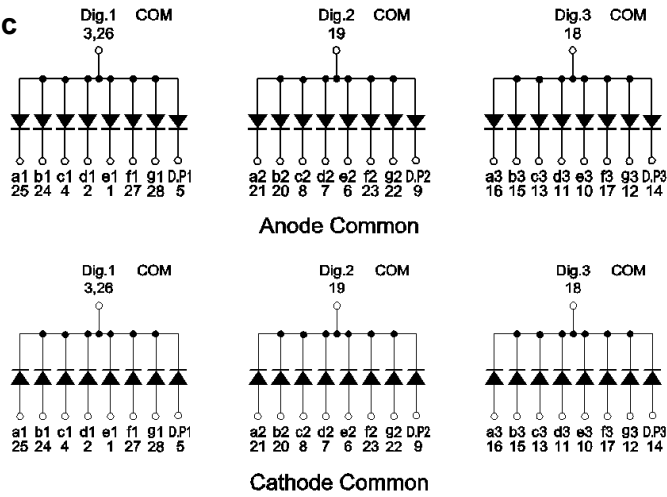 c
Dig.1 COM Dig.2 COM Dig.3 COM
3,26 19 18
a1 b1 c1 d1 e1 f1 g1 D.P1 a2 b2 c2 d2 e2 f2 g2 D.P2 a3 b3 c3 d3 e3 f3 g3 D.P3
25 24 4 2 1 27 28 5 21 20 8 7 6 23 22 9 16 15 13 11 10 17 12 14
Anode Common
Dig.1 COM Dig.2 COM Dig.3 COM
3,26 19 18
a1 b1 c1 d1 e1 f1 g1 D.P1 a2 b2 c2 d2 e2 f2 g2 D.P2 a3 b3 c3 d3 e3 f3 g3 D.P3
25 24 4 2 1 27 28 5 21 20 8 7 6 23 22 9 16 15 13 11 10 17 12 14
Cathode Common